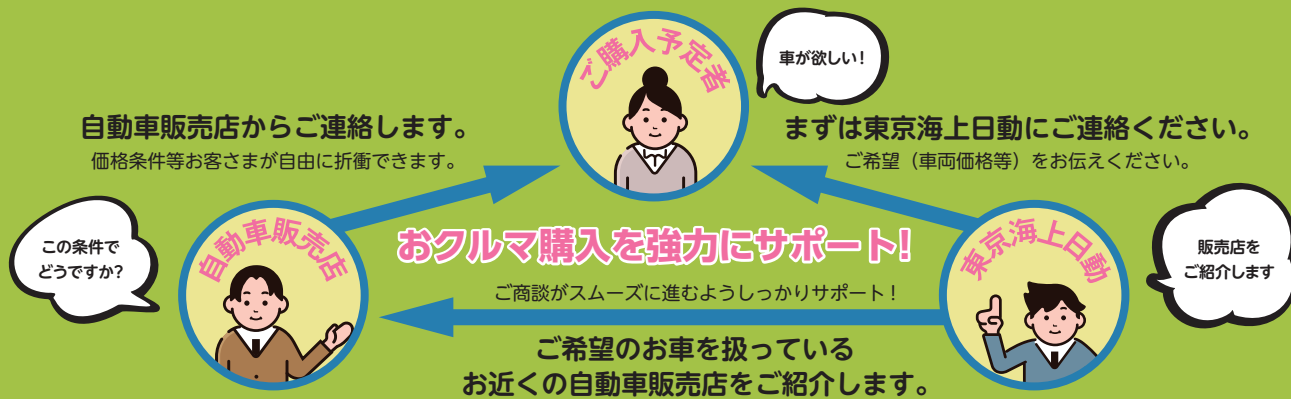 ご購入予定者
車が欲しい！
自動車販売店からご連絡します。
価格条件等お客さまが自由に折衝できます。
まずは東京海上日動にご連絡ください。
ご希望（車両価格等）をお伝えください。
この条件で
どうですか？
自動車販売店
おクルマ購入を強力にサポート！
ご商談がスムーズに進むようしっかりサポート！
東京海上日動
販売店を
ご紹介します
ご希望のお車を扱っている
お近くの自動車販売店をご紹介します。